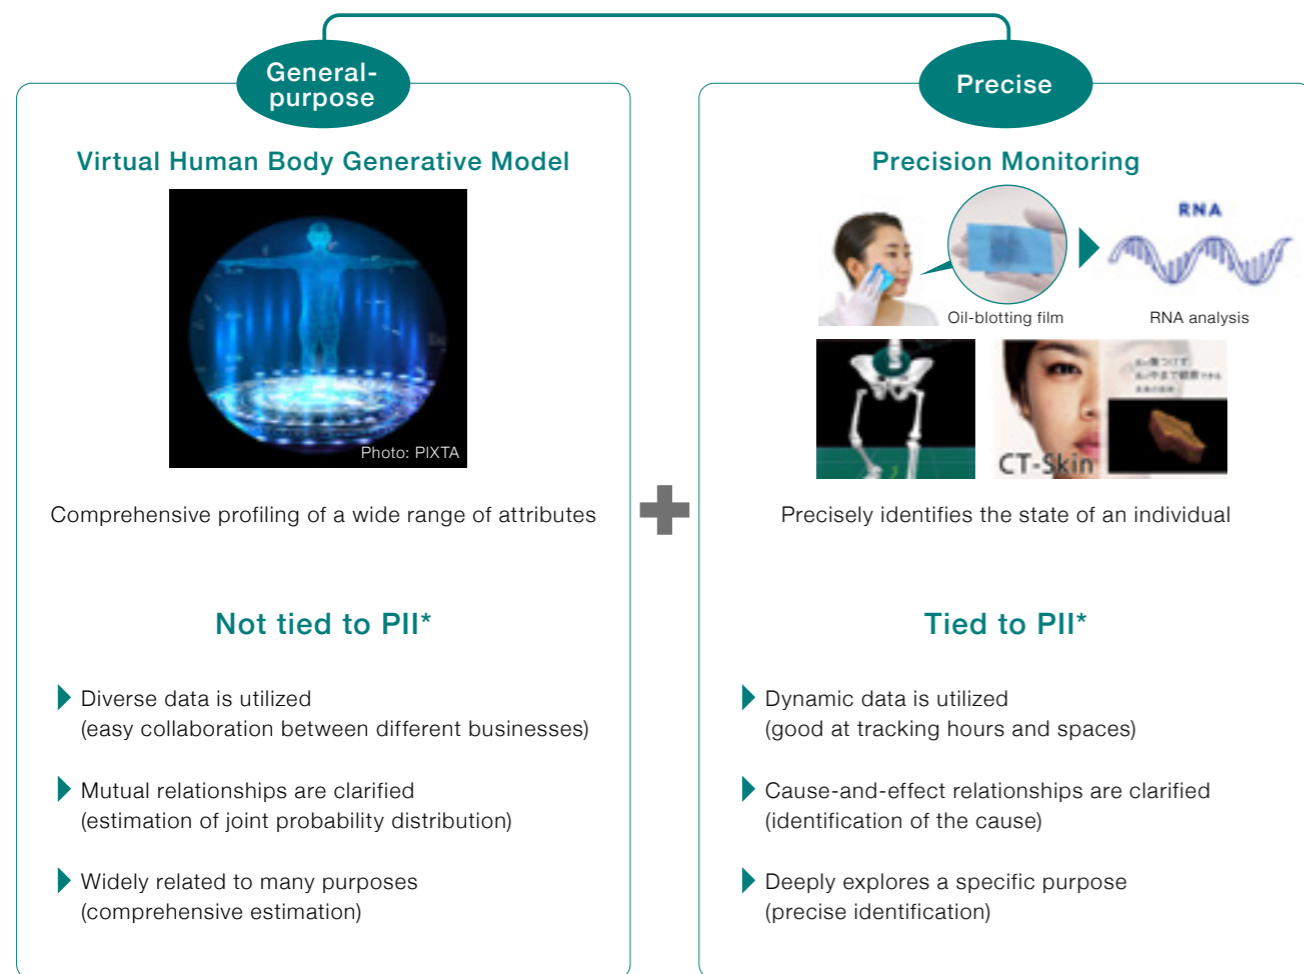 General-
purpose
Virtual Human Body Generative Model
Photo: PIXTA
Comprehensive profiling of a wide range of attributes
Not tied to PII*
Diverse data is utilized
(easy collaboration between different businesses)
Mutual relationships are clarified
(estimation of joint probability distribution)
Widely related to many purposes
(comprehensive estimation)
Precise
Precision Monitoring
RNA
Oil-blotting film
RNA analysis
CT-Skin
Precisely identifies the state of an individual
Tied to PII*
Dynamic data is utilized
(good at tracking hours and spaces)
Cause-and-effect relationships are clarified
(identification of the cause)
Deeply explores a specific purpose
(precise identification)